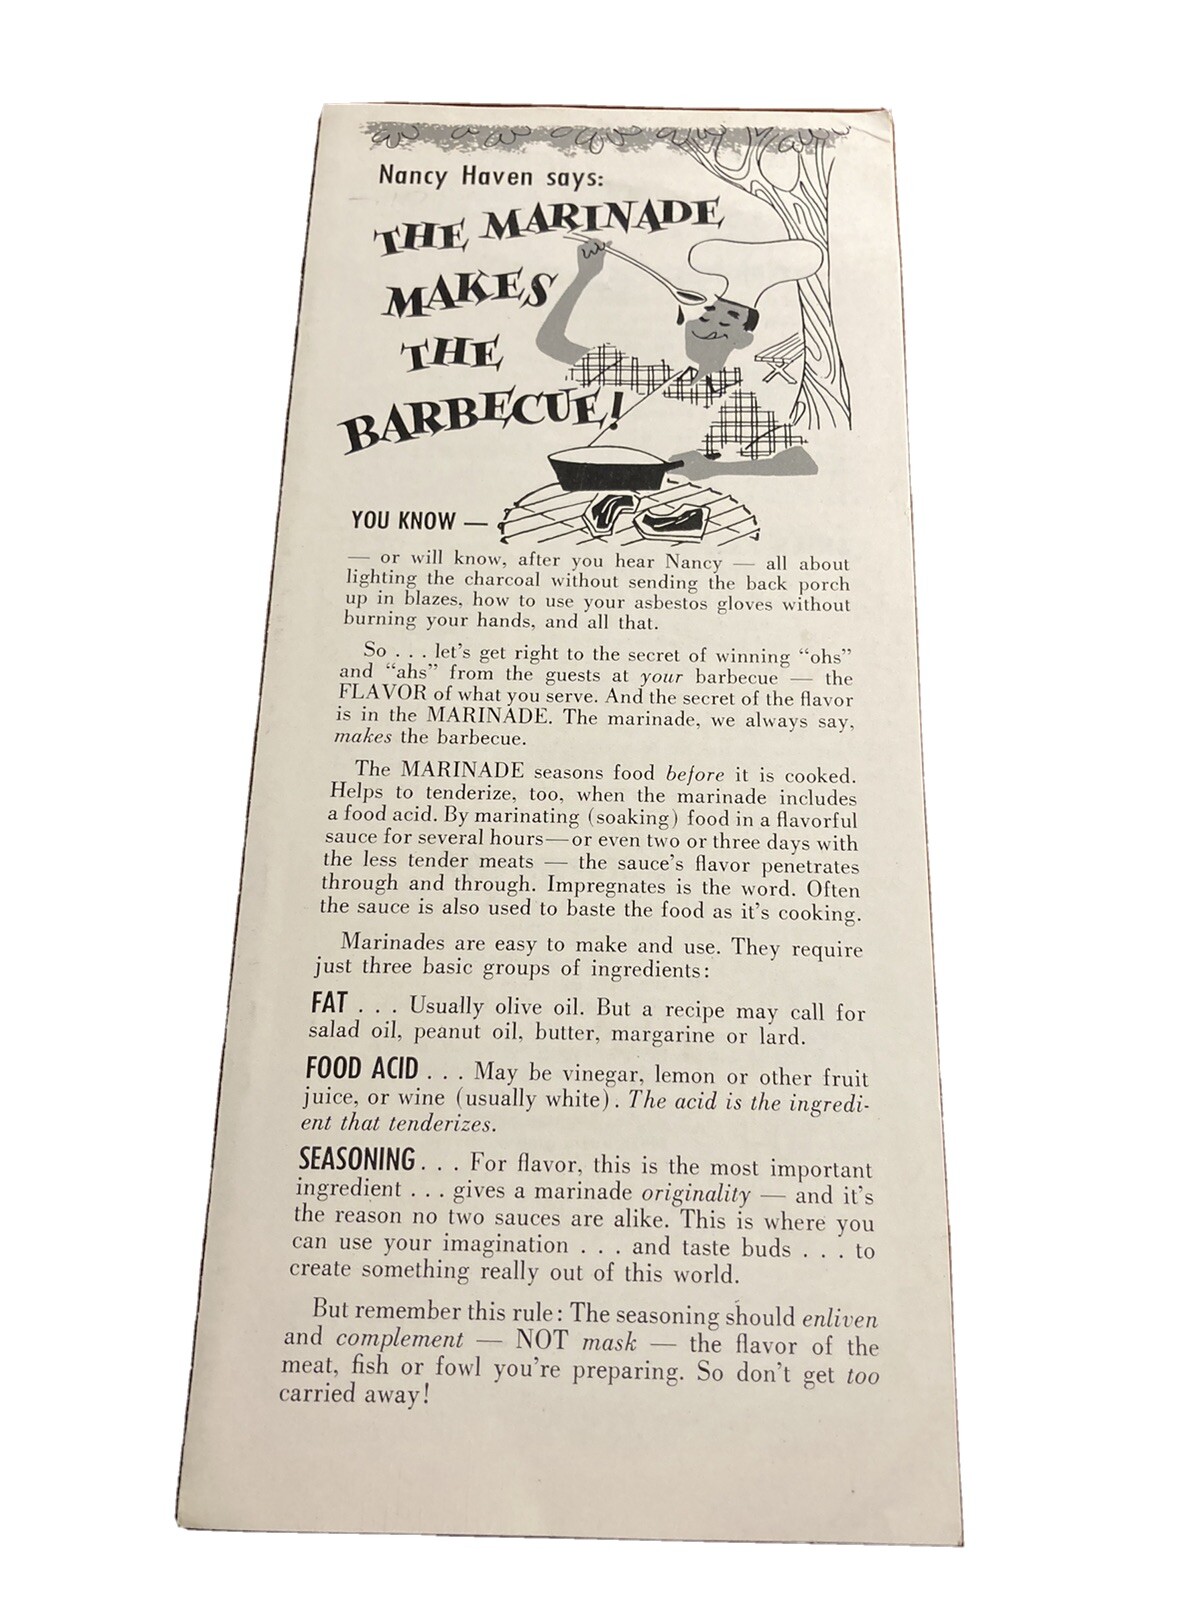 Nancy Haven says:
THE MARINADE
MAKES
THE
BARBECUE!
YOU KNOW —
— or will know, after you hear Nancy — all about
lighting the charcoal without sending the back porch
up in blazes, how to use your asbestos gloves without
burning your hands, and all that.
So . . . let's get right to the secret of winning “ohs”
and “ahs” from the guests at your barbecue — the
FLAVOR of what you serve. And the secret of the flavor
is in the MARINADE. The marinade, we always say,
makes the barbecue.
The MARINADE seasons food before it is cooked.
Helps to tenderize, too, when the marinade includes
a food acid. By marinating (soaking) food in a flavorful
sauce for several hours—or even two or three days with
the less tender meats — the sauce's flavor penetrates
through and through. Impregnates is the word. Often
the sauce is also used to baste the food as it's cooking.
Marinades are easy to make and use. They require
just three basic groups of ingredients:
FAT . . . Usually olive oil. But a recipe may call for
salad oil, peanut oil, butter, margarine or lard.
FOOD ACID . . . May be vinegar, lemon or other fruit
juice, or wine (usually white). The acid is the ingredi-
ent that tenderizes.
SEASONING . . . For flavor, this is the most important
ingredient . . . gives a marinade originality — and it's
the reason no two sauces are alike. This is where you
can use your imagination . . . and taste buds . . . to
create something really out of this world.
But remember this rule: The seasoning should enliven
and complement — NOT mask — the flavor of the
meat, fish or fowl you're preparing. So don't get too
carried away!